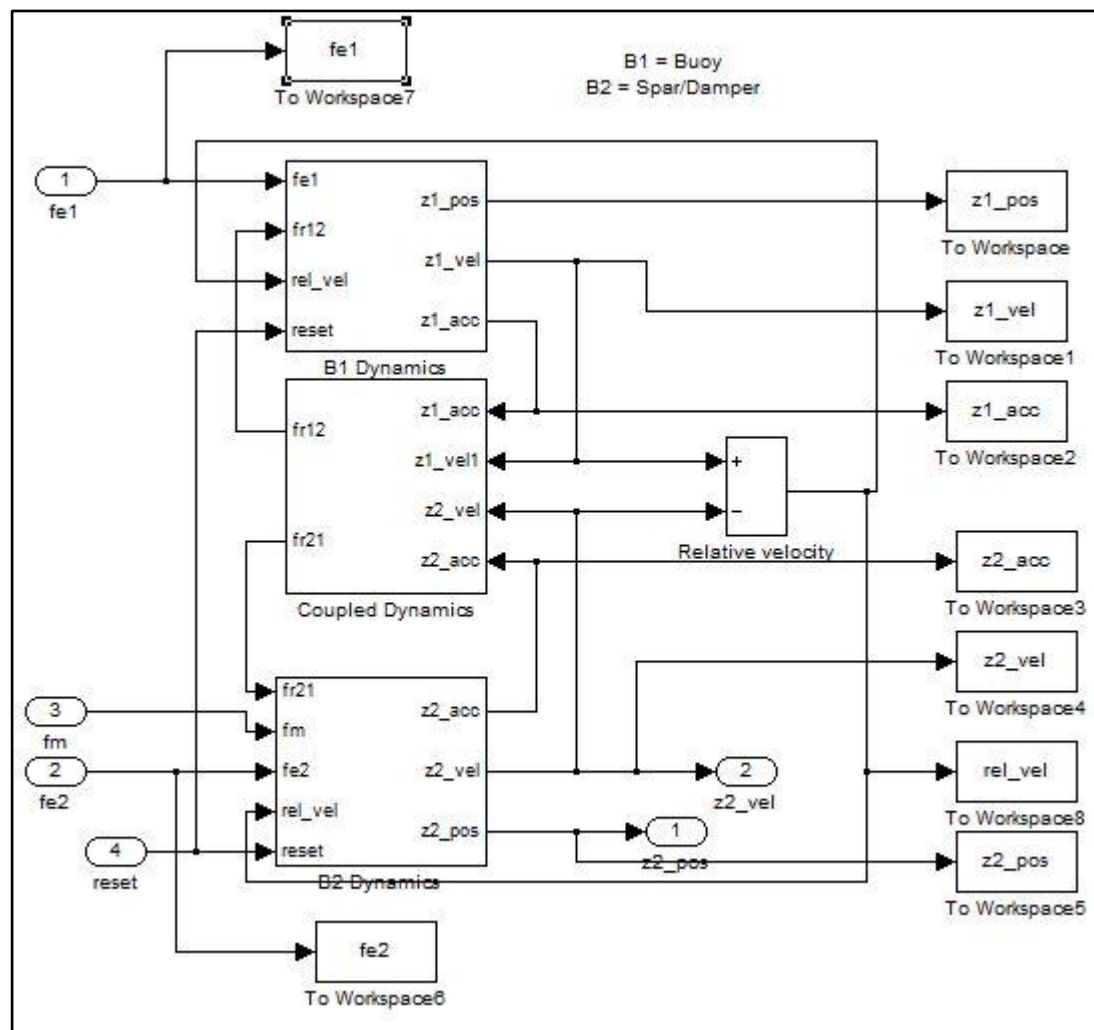 fe1
To Workspace7
B1 = Buoy
B2 = Spar/Damper
1
fe1
fe1
fr12
rel_vel
reset
z1_pos
z1_vel
z1_acc
B1 Dynamics
z1_pos
To Workspace
z1_vel
To Workspace1
z1_acc
To Workspace2
fr12
fr21
z1_acc
z1_vel1
z2_vel
z2_acc
Coupled Dynamics
+
−
Relative velocity
z2_acc
To Workspace3
z2_vel
To Workspace4
3
fm
2
fe2
4
reset
fr21
fm
fe2
rel_vel
reset
z2_acc
z2_vel
z2_pos
B2 Dynamics
2
z2_vel
1
z2_pos
rel_vel
To Workspace8
z2_pos
To Workspace5
fe2
To Workspace6